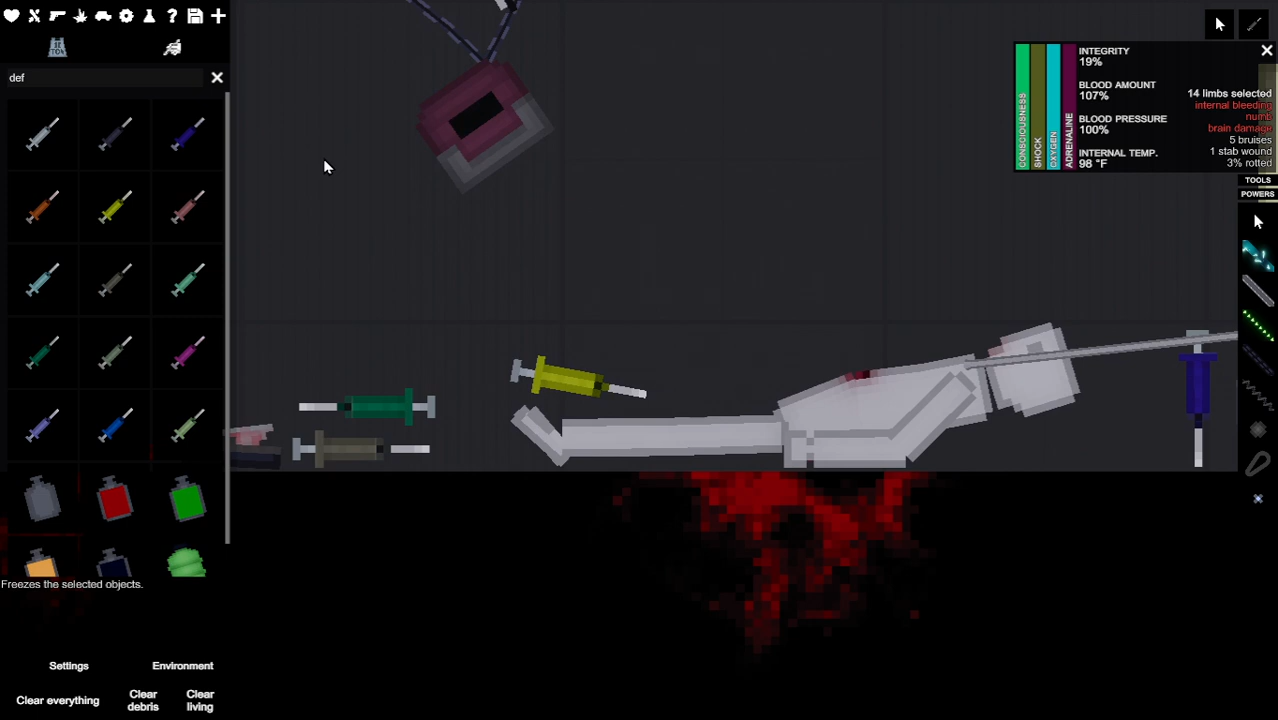 def
Freezes the selected objects.
Settings
Environment
Clear everything
Clear
debris
Clear
living
CONSCIOUSNESS
SHOCK
OXYGEN
ADRENALINE
INTEGRITY
19%
BLOOD AMOUNT
107%
BLOOD PRESSURE
100%
INTERNAL TEMP.
98 °F
14 limbs selected
internal bleeding
numb
brain damage
5 bruises
1 stab wound
3% rotted
TOOLS
POWERS